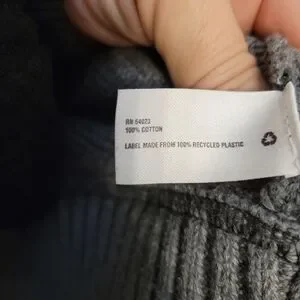 RN 54023
100% COTTON
LABEL MADE FROM 100% RECYCLED PLASTIC